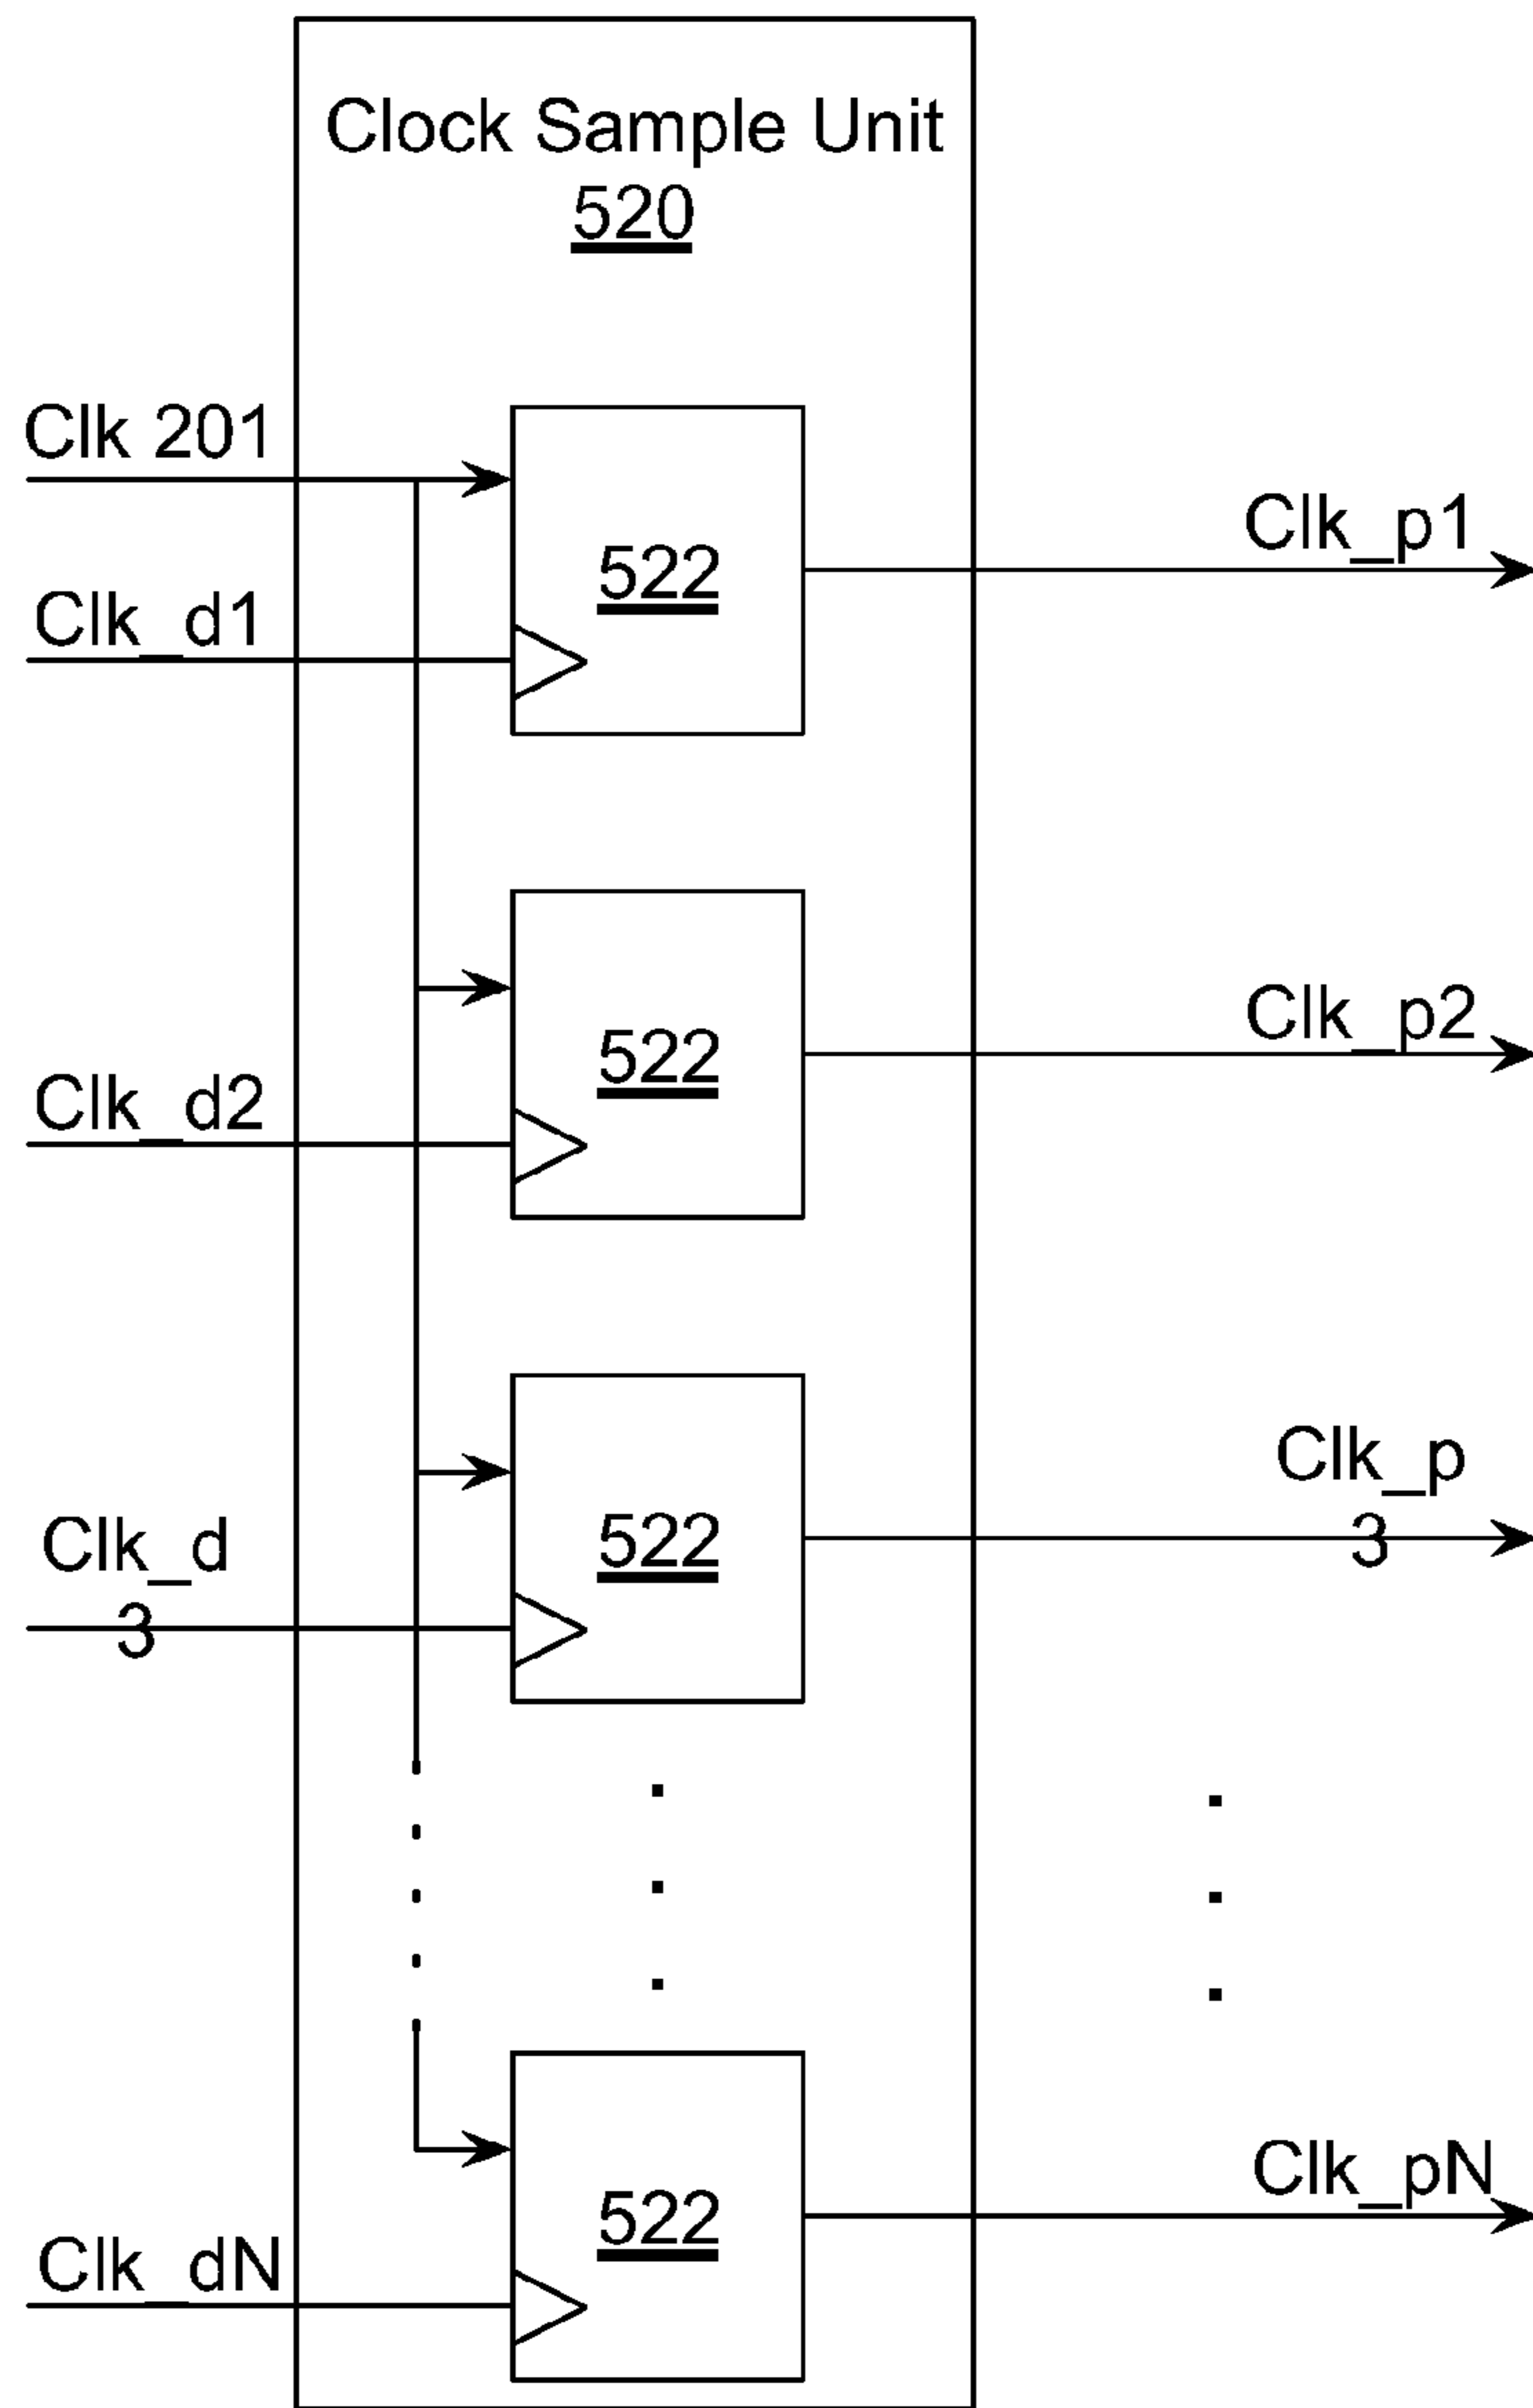 Clock Sample Unit
520
Clk 201
522
Clk_p1
Clk_d1
522
Clk_p2
Clk_d2
522
Clk_p
3
Clk_d
3
522
Clk_pN
Clk_dN